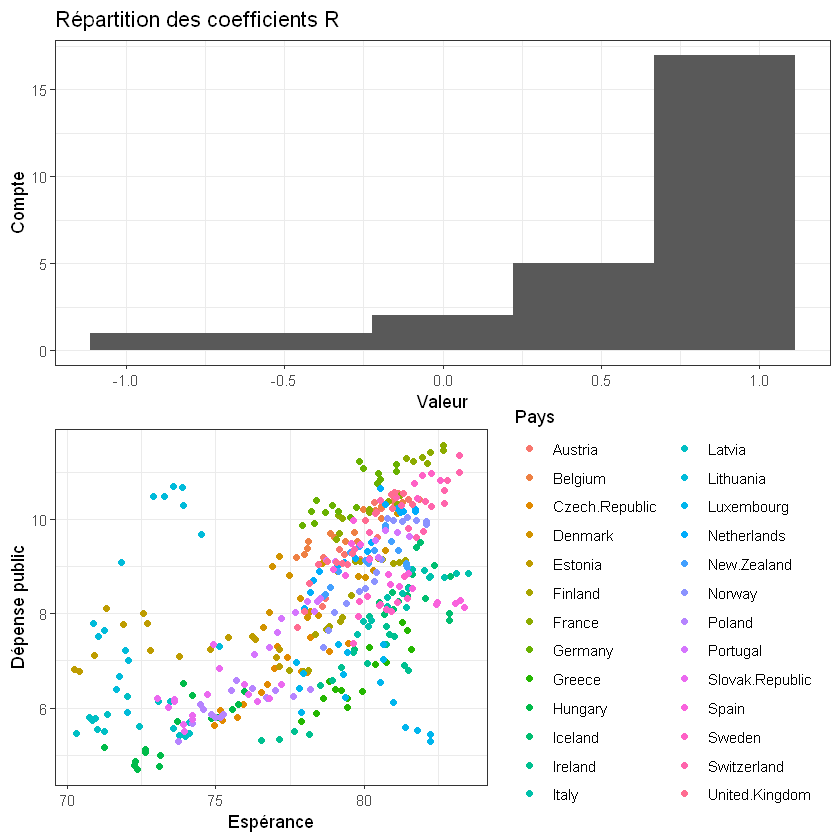 Répartition des coefficients R
15
10
5
0
Compte
-1.0 -0.5 0.0 0.5 1.0
Valeur
10
8
6
Dépense public
70 75 80
Espérance
Pays
Austria Latvia
Belgium Lithuania
Czech.Republic Luxembourg
Denmark Netherlands
Estonia New.Zealand
Finland Norway
France Poland
Germany Portugal
Greece Slovak.Republic
Hungary Spain
Iceland Sweden
Ireland Switzerland
Italy United.Kingdom